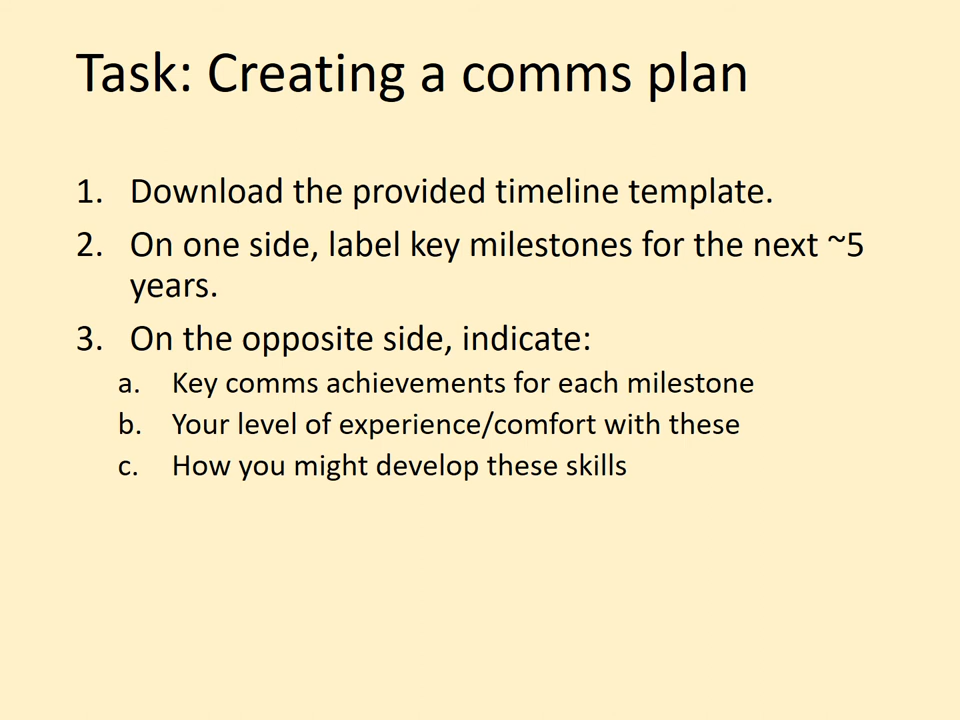 Task: Creating a comms plan
1. Download the provided timeline template.
2. On one side, label key milestones for the next ~5
years.
3. On the opposite side, indicate:
a. Key comms achievements for each milestone
b. Your level of experience/comfort with these
c. How you might develop these skills